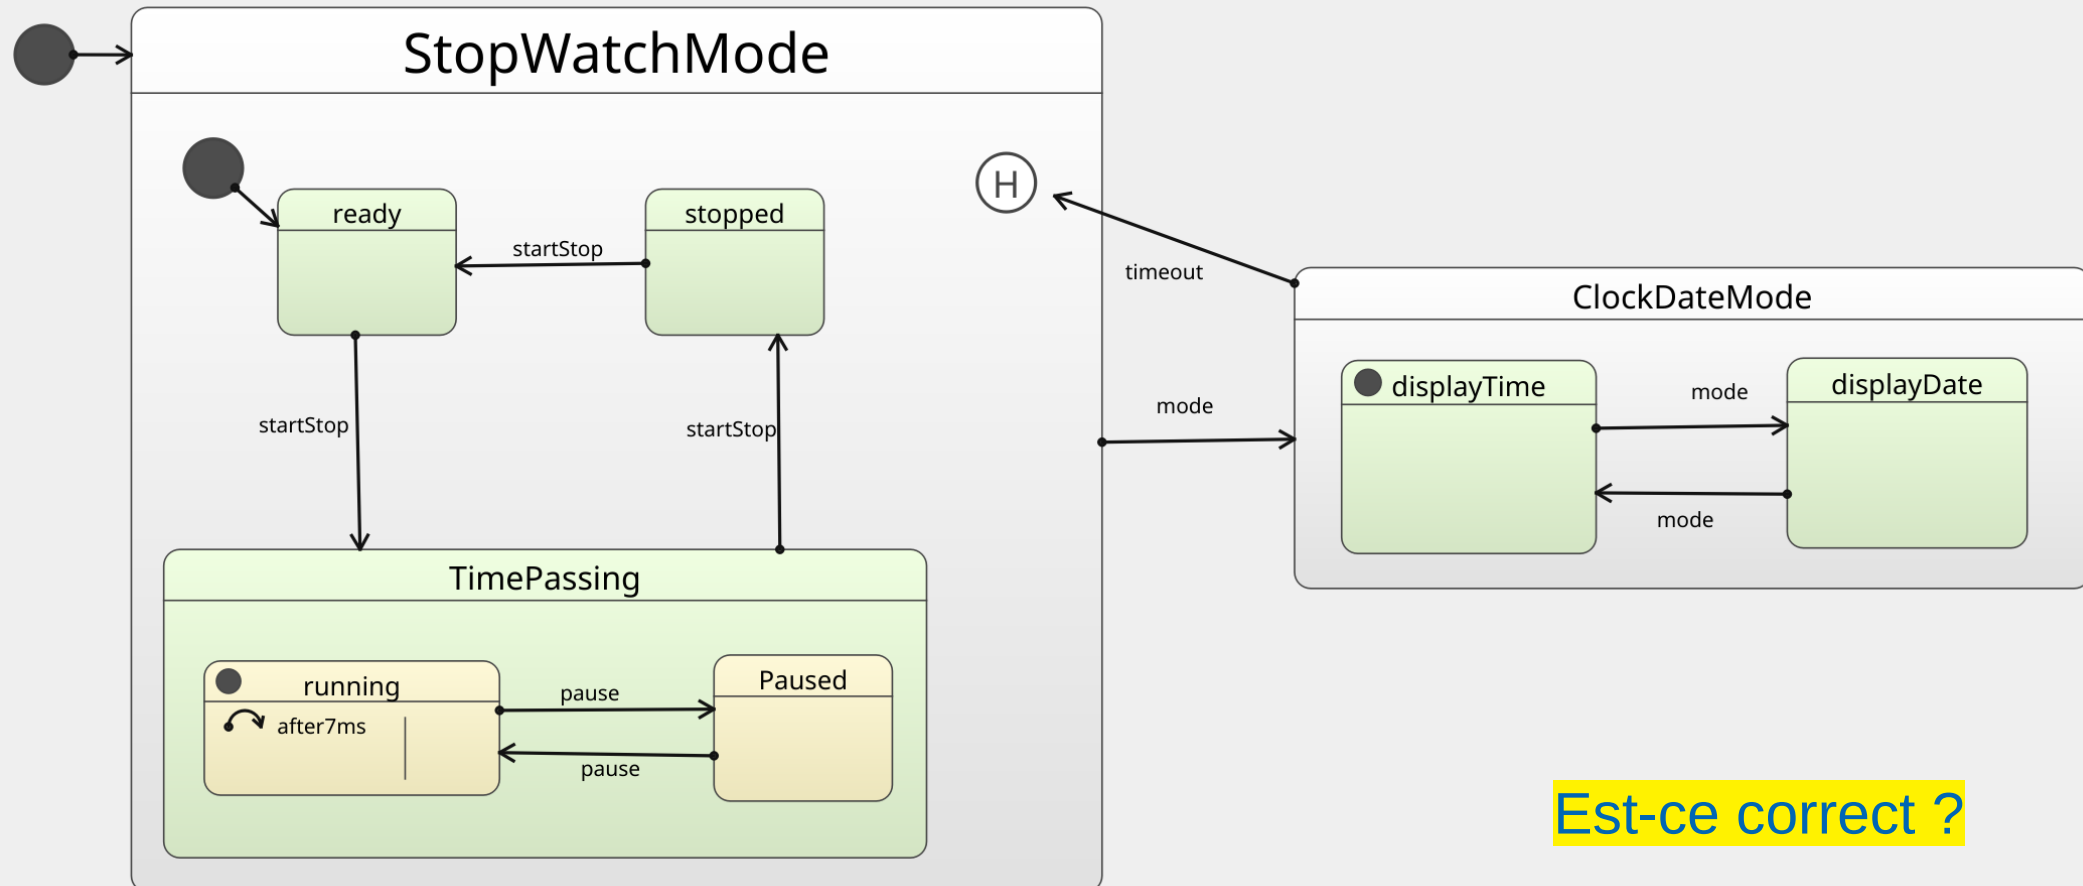 StopWatchMode
ready
stopped
H
startStop
timeout
ClockDateMode
displayTime
displayDate
mode
mode
mode
startStop
startStop
TimePassing
running
Paused
pause
after7ms
pause
Est-ce correct ?